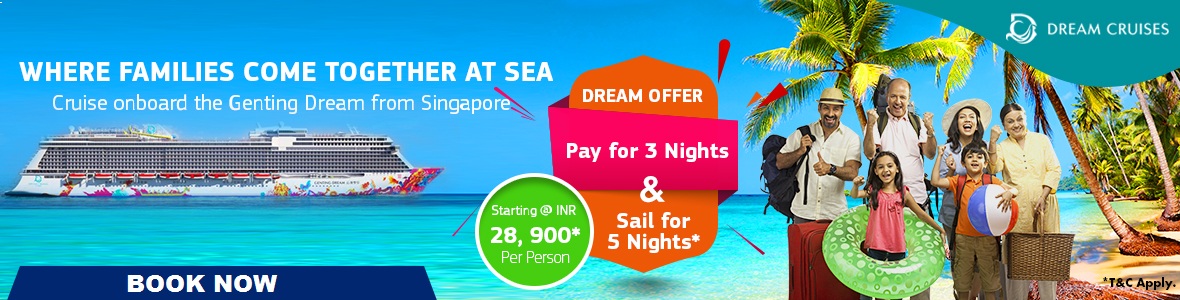 DREAM CRUISES
WHERE FAMILIES COME TOGETHER AT SEA
Cruise onboard the Genting Dream from Singapore
DREAM OFFER
Pay for 3 Nights
&
Sail for
5 Nights*
Starting @ INR
28, 900*
Per Person
BOOK NOW
*T&C Apply.